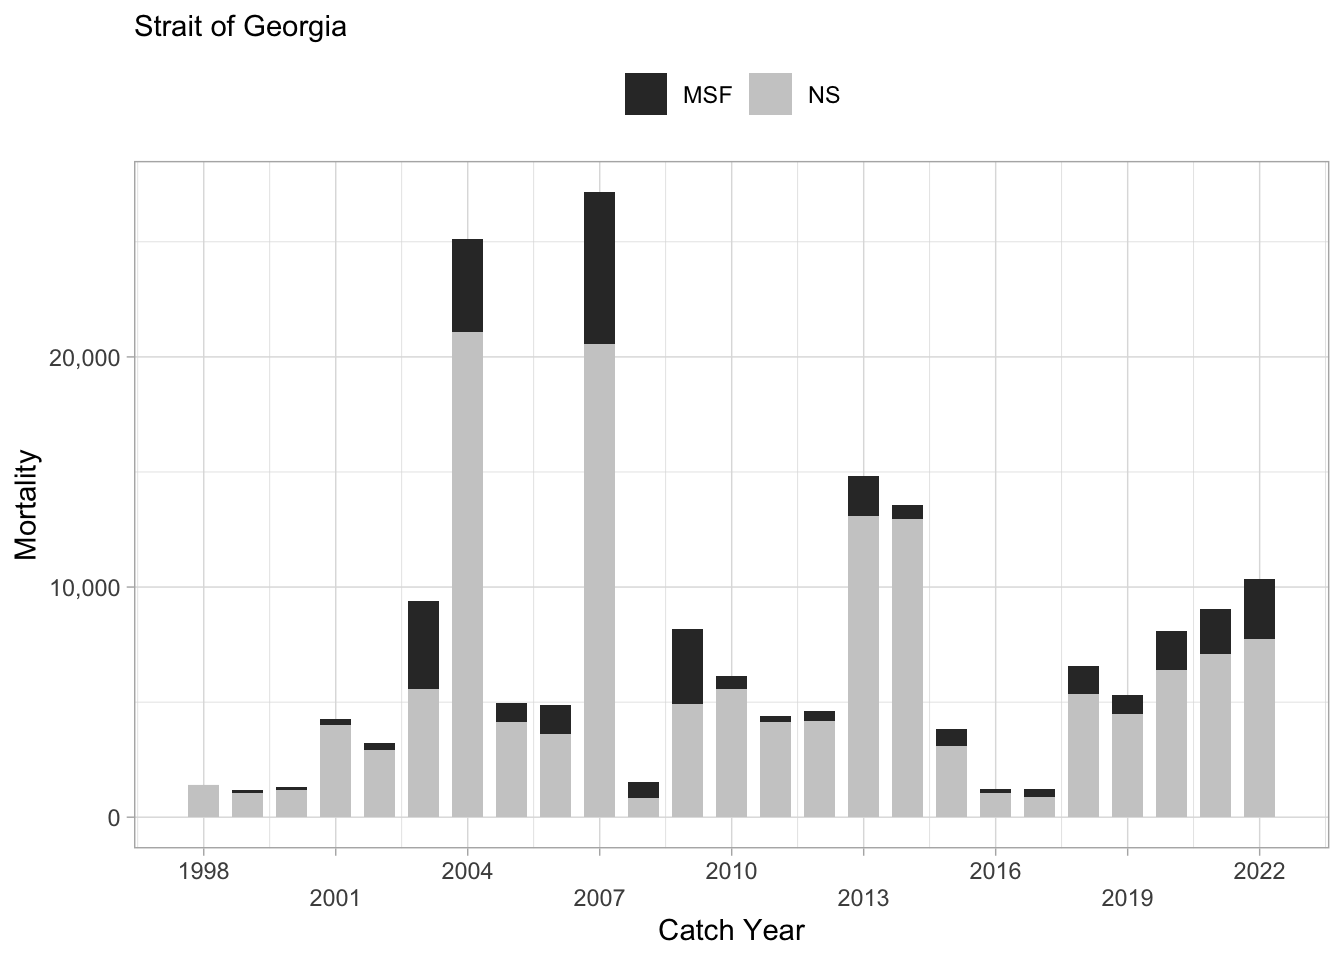 Strait of Georgia
MSF NS
20,000
10,000
0
Mortality
1998 2004 2010 2016 2022
2001 2007 2013 2019
Catch Year